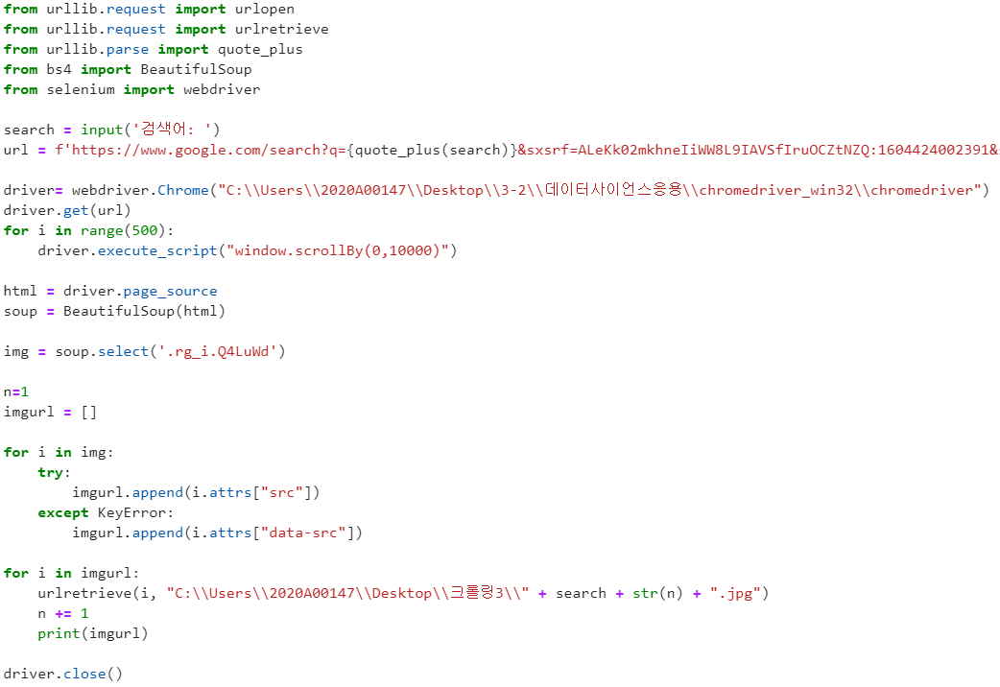 from urllib.request import urlopen
from urllib.request import urlretrieve
from urllib.parse import quote_plus
from bs4 import BeautifulSoup
from selenium import webdriver
search = input('검색어: ')
url = f'https://www.google.com/search?q={quote_plus(search)}&sxsrf=ALeKk02mkhneIiWW8L9IAVSfIruOCZtNZQ:1604424002391&s
driver= webdriver.Chrome("C:\\Users\\2020A00147\\Desktop\\3-2\\데이터사이언스응용\\chromedriver_win32\\chromedriver")
driver.get(url)
for i in range(500):
    driver.execute_script("window.scrollBy(0,10000)")
html = driver.page_source
soup = BeautifulSoup(html)
img = soup.select('.rg_i.Q4LuWd')
n=1
imgurl = []
for i in img:
    try:
        imgurl.append(i.attrs["src"])
    except KeyError:
        imgurl.append(i.attrs["data-src"])
for i in imgurl:
    urlretrieve(i, "C:\\Users\\2020A00147\\Desktop\\크롤링3\\" + search + str(n) + ".jpg")
    n += 1
    print(imgurl)
driver.close()